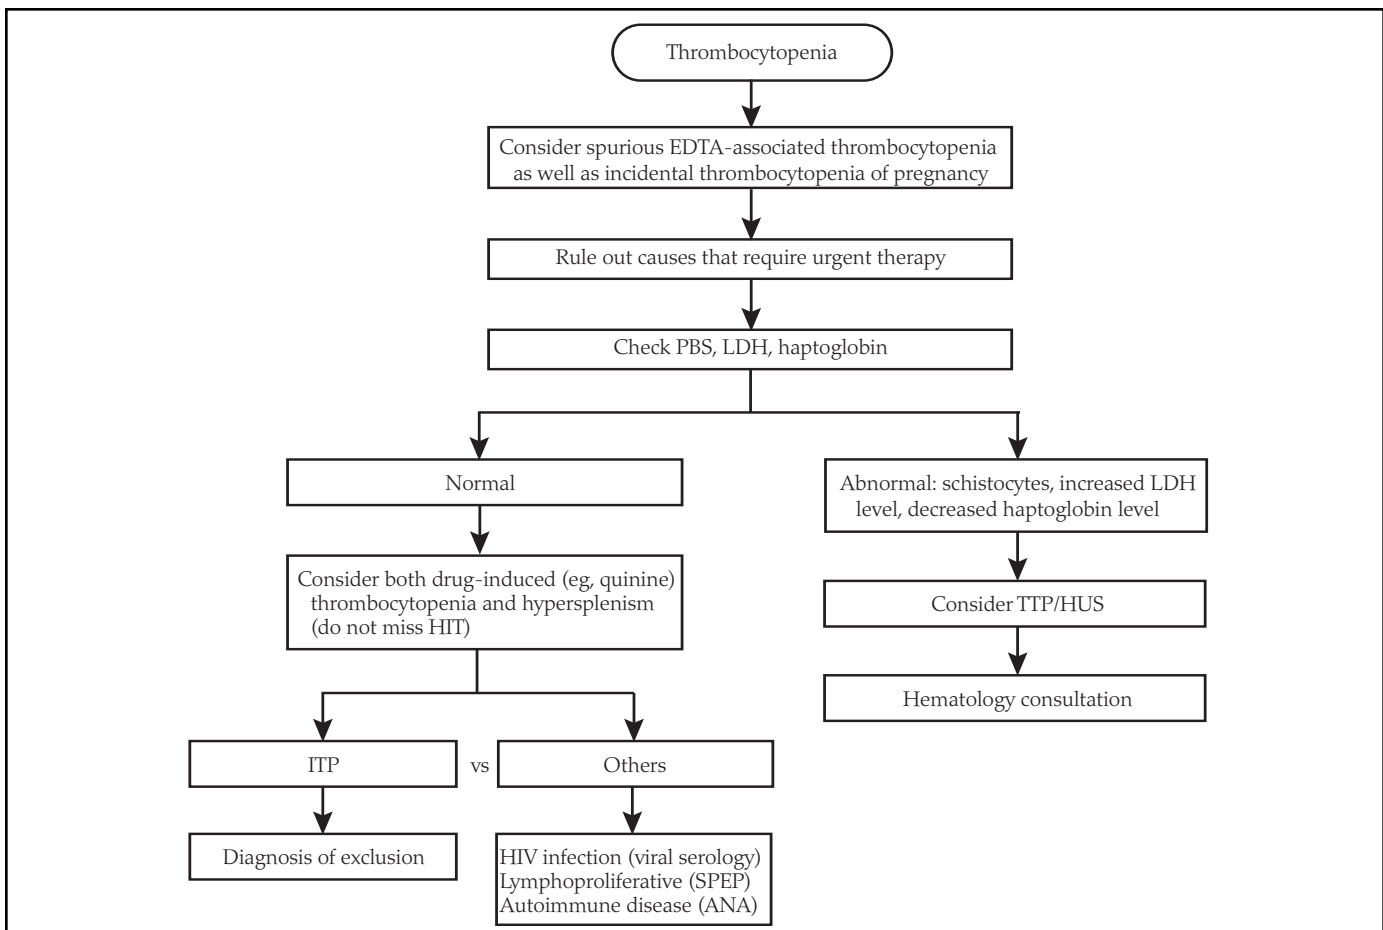 Thrombocytopenia
Consider spurious EDTA-associated thrombocytopenia
as well as incidental thrombocytopenia of pregnancy
Rule out causes that require urgent therapy
Check PBS, LDH, haptoglobin
Normal
Abnormal: schistocytes, increased LDH
level, decreased haptoglobin level
Consider both drug-induced (eg, quinine)
thrombocytopenia and hypersplenism
(do not miss HIT)
Consider TTP/HUS
Hematology consultation
ITP
vs
Others
Diagnosis of exclusion
HIV infection (viral serology)
Lymphoproliferative (SPEP)
Autoimmune disease (ANA)